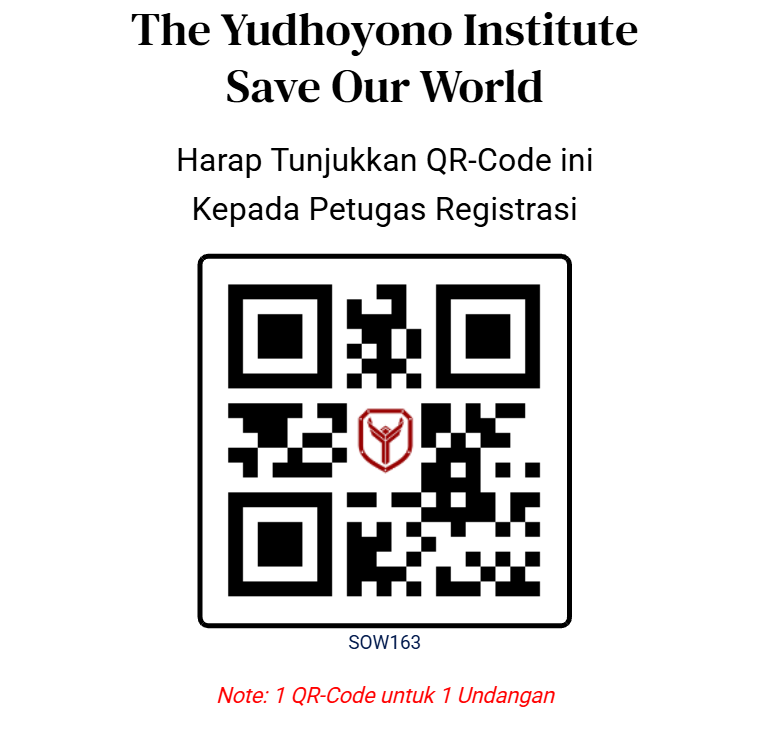 The Yudhoyono Institute
Save Our World
Harap Tunjukkan QR-Code ini
Kepada Petugas Registrasi
SOW163
Note: 1 QR-Code untuk 1 Undangan